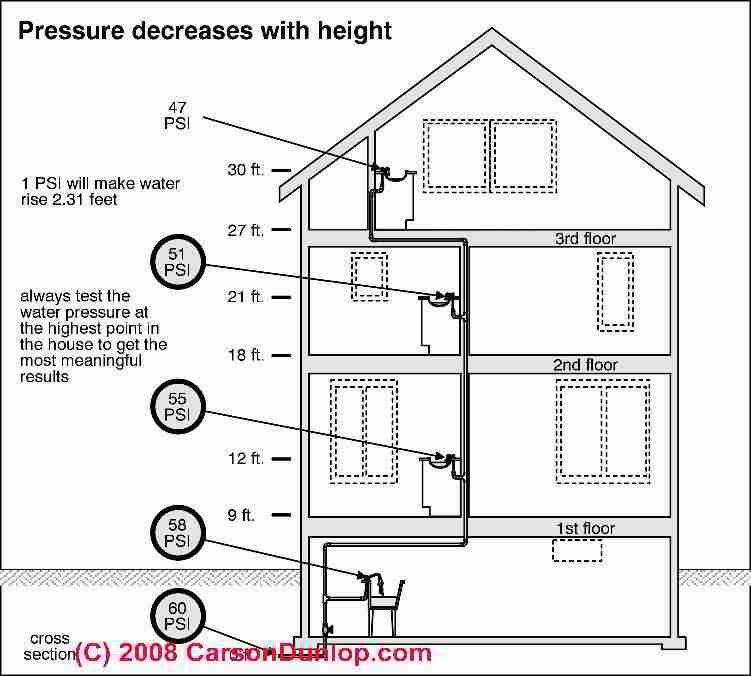 Pressure decreases with height
47
PSI
30 ft.
1 PSI will make water
rise 2.31 feet
27 ft.
3rd floor
51
PSI
always test the
water pressure at
the highest point in
the house to get the
most meaningful
results
21 ft.
18 ft.
2nd floor
55
PSI
12 ft.
9 ft.
1st floor
58
PSI
60
PSI
cross
section
(C) 2008 CarsonDunlop.com